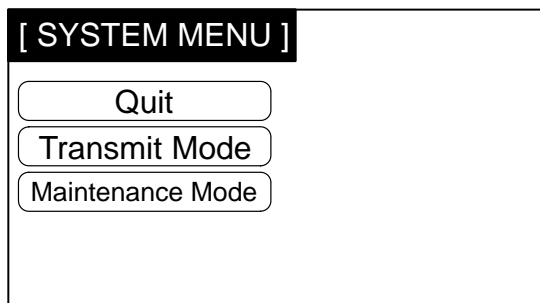 [ SYSTEM MENU ]
Quit
Transmit Mode
Maintenance Mode